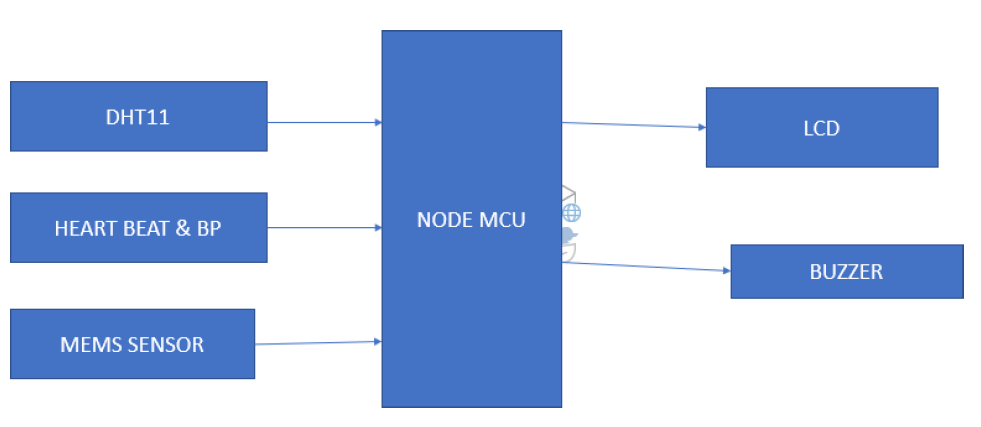 DHT11
HEART BEAT & BP
MEMS SENSOR
NODE MCU
LCD
BUZZER